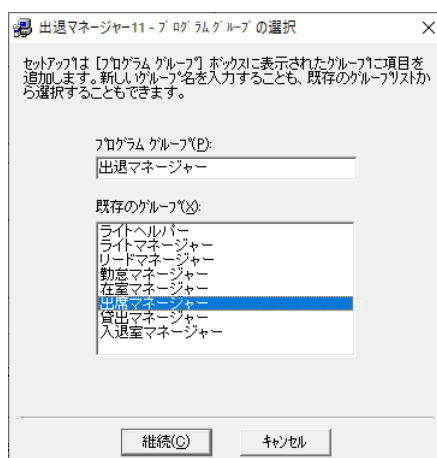 出退マネージャー11 - ﾌﾟﾛｸﾞﾗﾑ ｸﾞﾙｰﾌﾟ の選択
ｾｯﾄｱｯﾌﾟは [ﾌﾟﾛｸﾞﾗﾑ ｸﾞﾙｰﾌﾟ] ﾎﾞｯｸｽに表示されたｸﾞﾙｰﾌﾟに項目を
追加します。新しいｸﾞﾙｰﾌﾟ名を入力することも、既存のｸﾞﾙｰﾌﾟﾘｽﾄか
ら選択することもできます。
ﾌﾟﾛｸﾞﾗﾑ ｸﾞﾙｰﾌﾟ(P):
出退マネージャー
既存のｸﾞﾙｰﾌﾟ(X):
ライトヘルパー
ライトマネージャー
リードマネージャー
勤怠マネージャー
在室マネージャー
出席マネージャー
貸出マネージャー
入退室マネージャー
継続(C)
ｷｬﾝｾﾙ